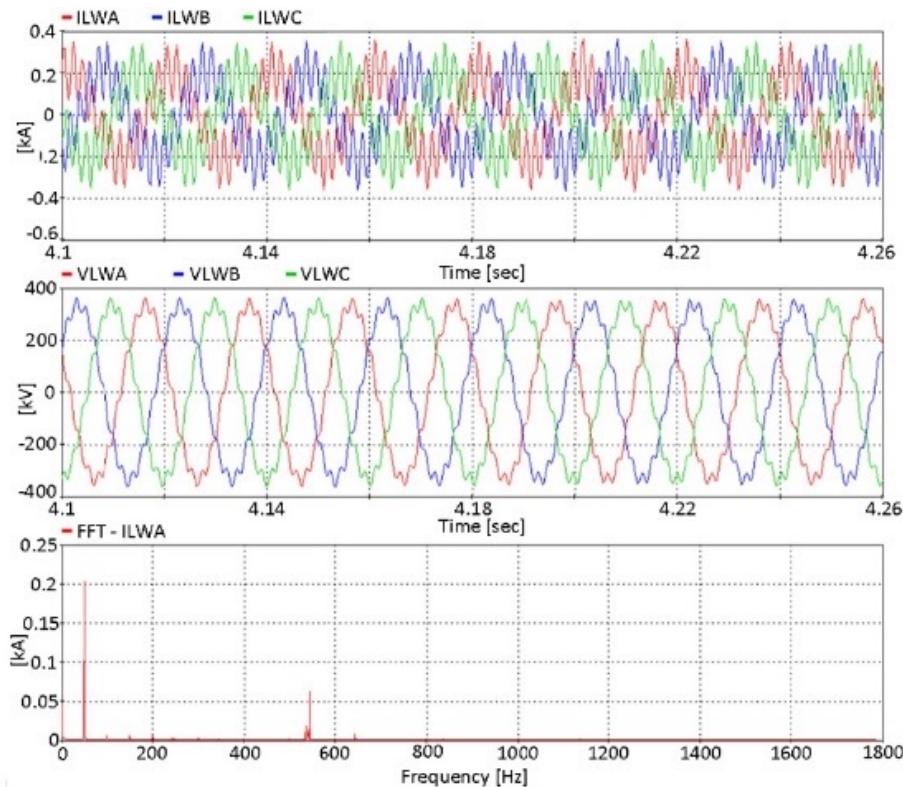 ILWA ILWB ILWC
0.4
0.2
0
[kA]
-0.4
-0.6
4.1 4.14 4.18 4.22 4.26
Time [sec]
VLWA VLWB VLWC
400
200
0
[kV]
-200
-400
4.1 4.14 4.18 4.22 4.26
Time [sec]
FFT - ILWA
0.25
0.2
0.15
[kA]
0.1
0.05
0
0 200 400 600 800 1000 1200 1400 1600 1800
Frequency [Hz]